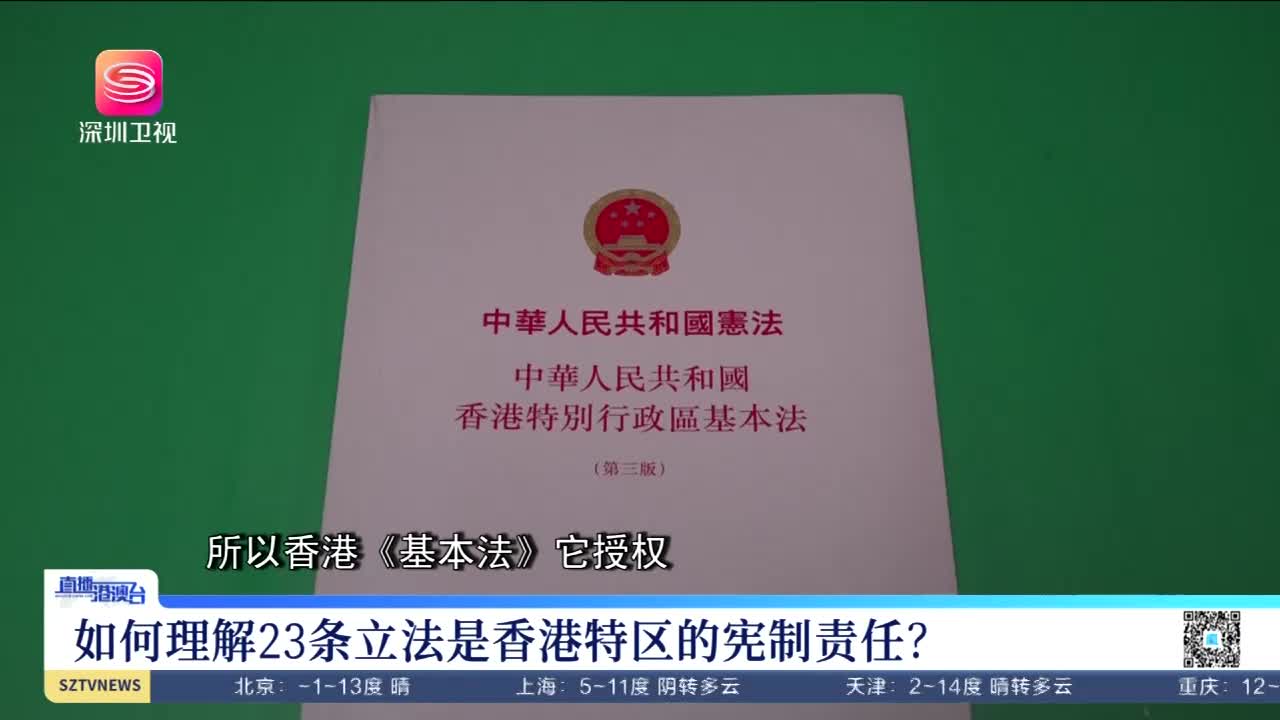 深圳卫视
中華人民共和國憲法
中華人民共和國
香港特別行政區基本法
（第三版）
所以香港《基本法》它授权
直播港澳台
如何理解23条立法是香港特区的宪制责任?
SZTVNEWS 北京: -1~13度 晴 上海: 5~11度 阴转多云 天津: 2~14度 晴转多云 重庆: 12~